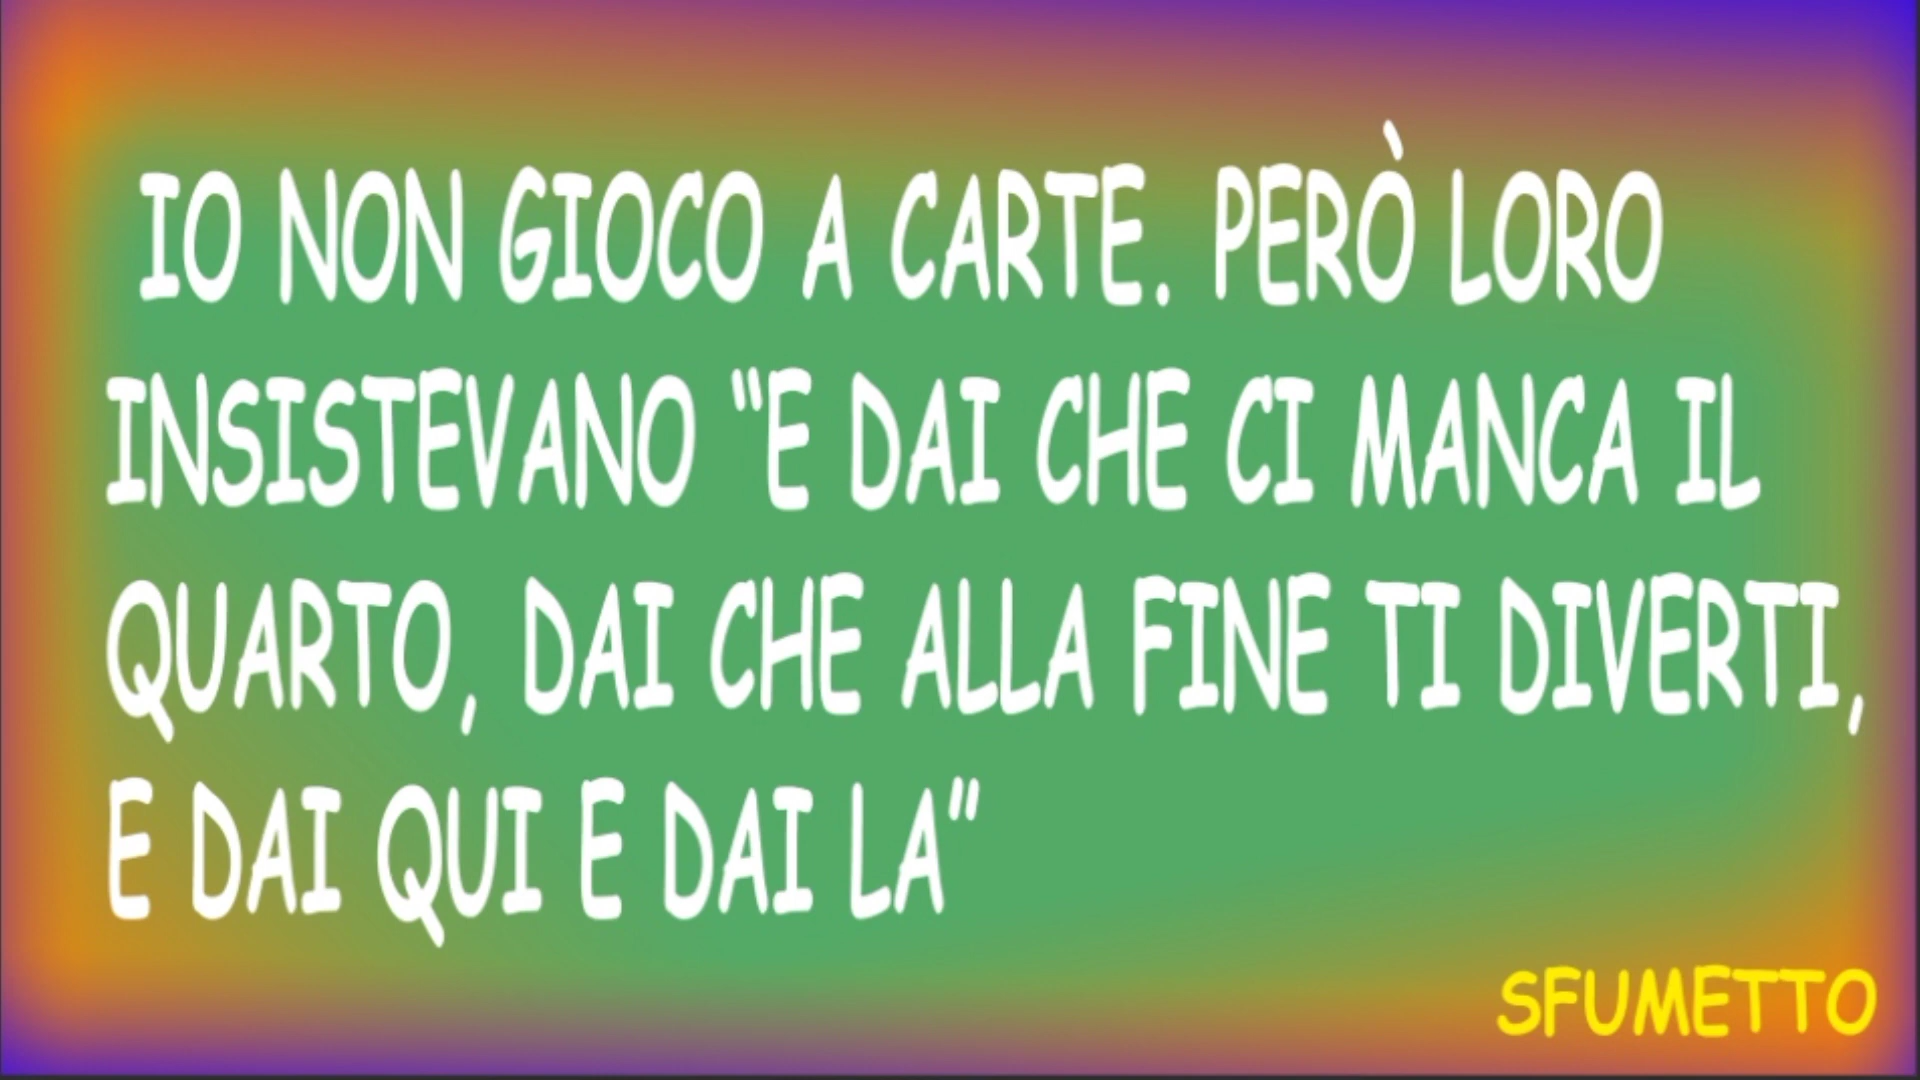 IO NON GIOCO A CARTE. PERÒ LORO
INSISTEVANO "E DAI CHE CI MANCA IL
QUARTO, DAI CHE ALLA FINE TI DIVERTI,
E DAI QUI E DAI LA"
SFUMETTO